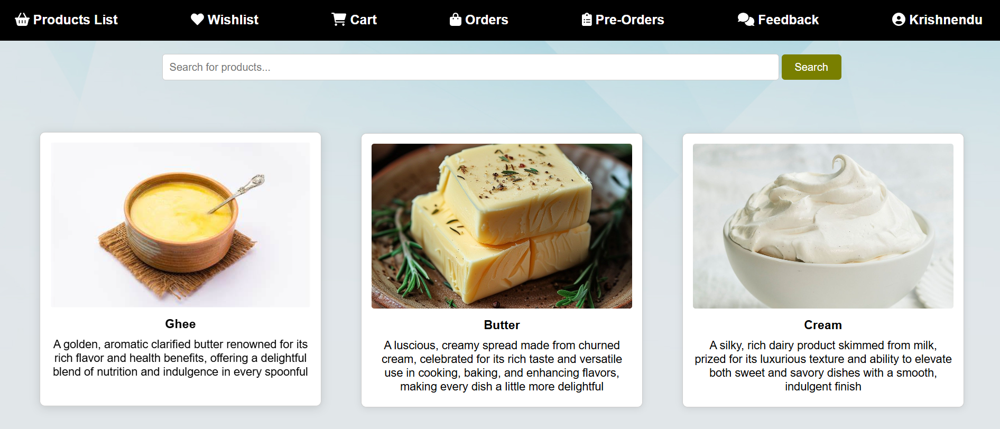 Products List
Wishlist
Cart
Orders
Pre-Orders
Feedback
Krishnendu
Search for products...
Search
Ghee
A golden, aromatic clarified butter renowned for its
rich flavor and health benefits, offering a delightful
blend of nutrition and indulgence in every spoonful
Butter
A luscious, creamy spread made from churned
cream, celebrated for its rich taste and versatile
use in cooking, baking, and enhancing flavors,
making every dish a little more delightful
Cream
A silky, rich dairy product skimmed from milk,
prized for its luxurious texture and ability to elevate
both sweet and savory dishes with a smooth,
indulgent finish